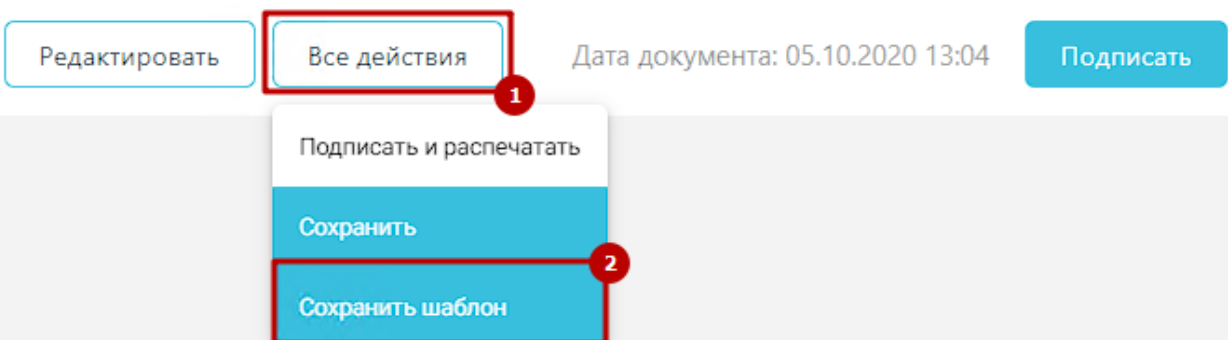 Редактировать Все действия Дата документа: 05.10.2020 13:04 Подписать
1
Подписать и распечатать
Сохранить
2
Сохранить шаблон